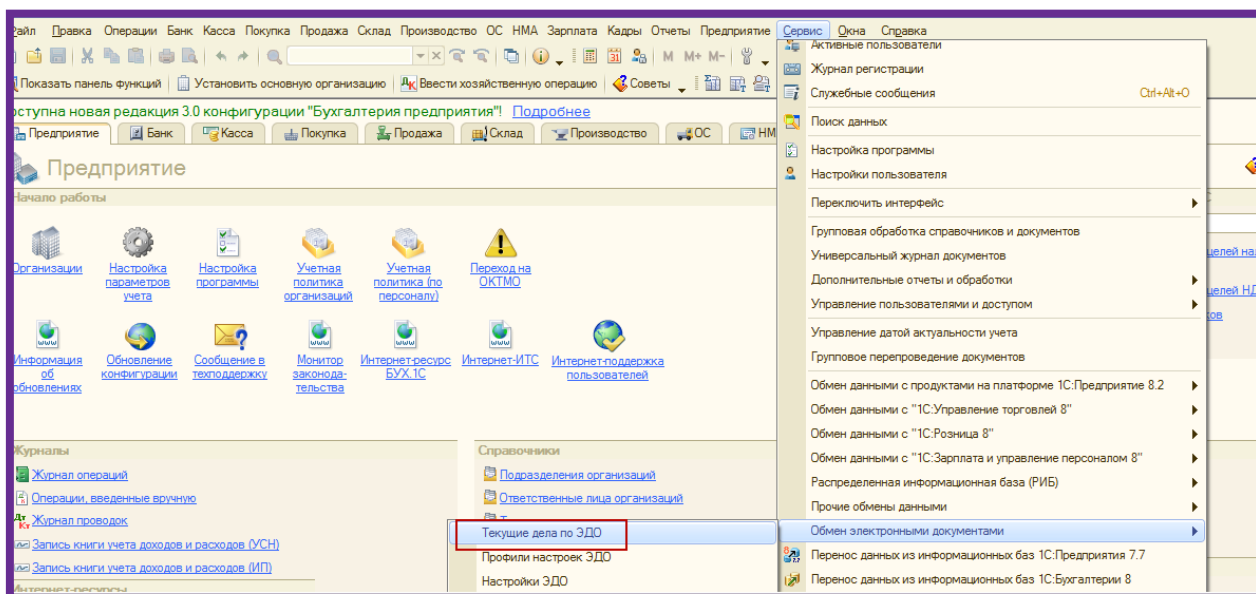 Файл Правка Операции Банк Касса Покупка Продажа Склад Производство ОС НМА Зарплата Кадры Отчеты Предприятие Сервис Окна Справка
M M+ M-
Показать панель функций Установить основную организацию Ввести хозяйственную операцию Советы
доступна новая редакция 3.0 конфигурации "Бухгалтерия предприятия"! Подробнее
Предприятие Банк Касса Покупка Продажа Склад Производство ОС НМ
Предприятие
Начало работы
Организации
Настройка параметров учета
Настройка программы
Учетная политика организаций
Учетная политика (по персоналу)
Переход на ОКТМО
Информация об обновлениях
Обновление конфигурации
Сообщение в техподдержку
Монитор законода-
тельства
Интернет-ресурс БУХ.1С
Интернет-ИТС
Интернет-поддержка пользователей
Журналы
Журнал операций
Операции, введенные вручную
Журнал проводок
Запись книги учета доходов и расходов (УСН)
Запись книги учета доходов и расходов (ИП)
Интернет-ресурсы
Справочники
Подразделения организаций
Ответственные лица организаций
Текущие дела по ЭДО
Профили настроек ЭДО
Настройки ЭДО
Активные пользователи
Журнал регистрации
Служебные сообщения Ctrl+Alt+O
Поиск данных
Настройка программы
Настройки пользователя
Переключить интерфейс
Групповая обработка справочников и документов
Универсальный журнал документов
Дополнительные отчеты и обработки
Управление пользователями и доступом
Управление датой актуальности учета
Групповое перепроведение документов
Обмен данными с продуктами на платформе 1С:Предприятие 8.2
Обмен данными с "1С:Управление торговлей 8"
Обмен данными с "1С:Розница 8"
Обмен данными с "1С:Зарплата и управление персоналом 8"
Распределенная информационная база (РИБ)
Прочие обмены данными
Обмен электронными документами
Перенос данных из информационных баз 1С:Предприятия 7.7
Перенос данных из информационных баз 1С:Бухгалтерии 8